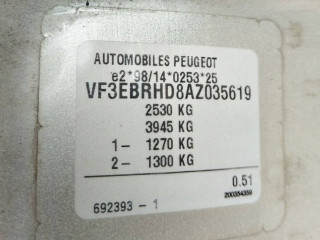 AUTOMOBILES PEUGEOT
e2*98/14*0253*25
VF3EBRHD8AZ035619
2530 KG
3945 KG
1- 1270 KG
2- 1300 KG
0.51
692393 - 1
200354359